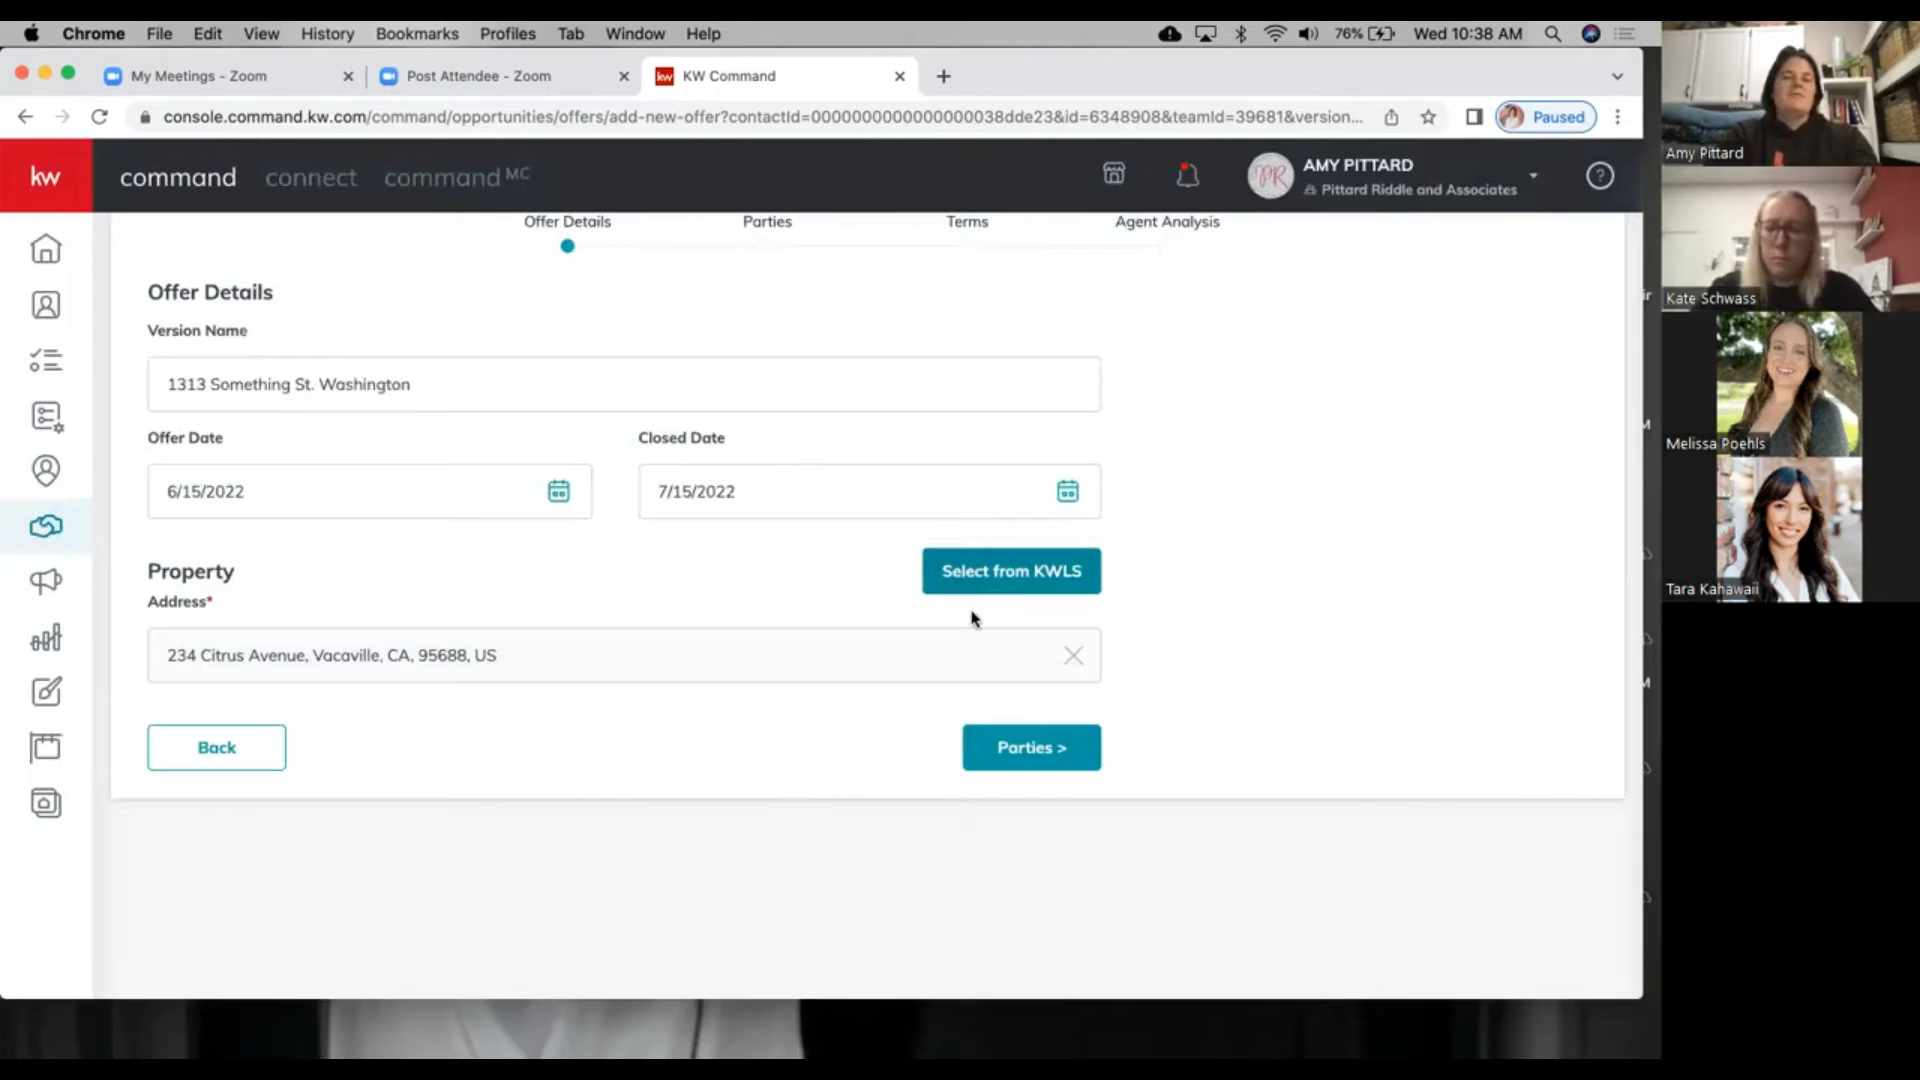 Chrome File Edit View History Bookmarks Profiles Tab Window Help 76% Wed 10:38 AM
My Meetings - Zoom Post Attendee - Zoom kw KW Command
console.command.kw.com/command/opportunities/offers/add-new-offer?contactId=0000000000000000038dde23&id=6348908&teamId=39681&version... Paused
kw command connect command MC PR AMY PITTARD
Pittard Riddle and Associates
Offer Details Parties Terms Agent Analysis
Offer Details
Version Name
1313 Something St. Washington
Offer Date Closed Date
6/15/2022 7/15/2022
Property Select from KWLS
Address*
234 Citrus Avenue, Vacaville, CA, 95688, US
Back Parties >
Amy Pittard
Kate Schwass
Melissa Poehls
Tara Kahawaii